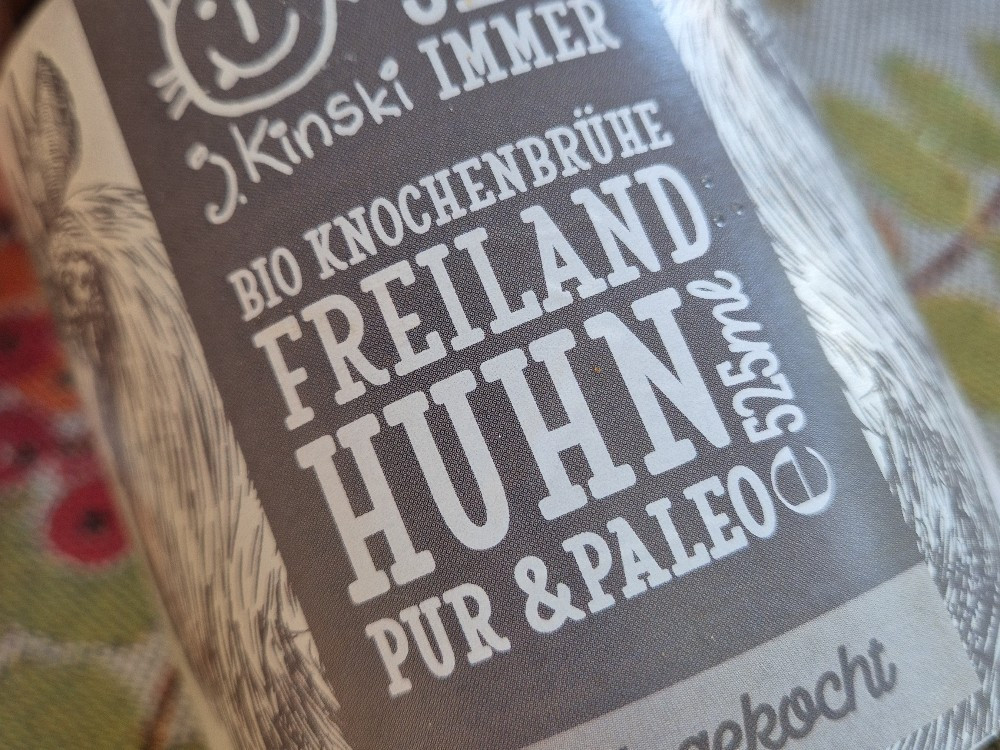 IMMER
J.Kinski
BIO KNOCHENBRÜHE
FREILAND
HUHN
525ml e
PUR & PALEO
gekocht